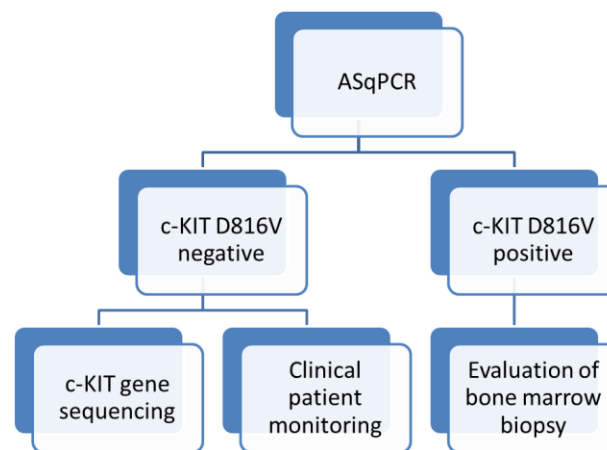 ASqPCR
c-KIT D816V
negative
c-KIT D816V
positive
c-KIT gene
sequencing
Clinical
patient
monitoring
Evaluation of
bone marrow
biopsy